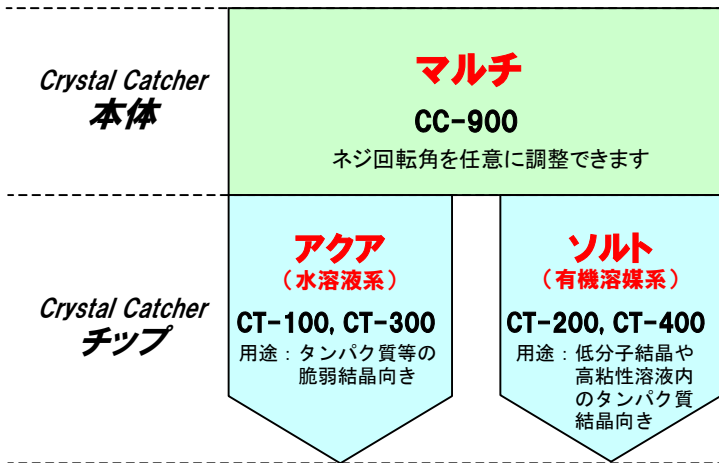 Crystal Catcher
本体
マルチ
CC-900
ネジ回転角を任意に調整できます
Crystal Catcher
チップ
アクア
（水溶液系）
CT-100, CT-300
用途：タンパク質等の
脆弱結晶向き
ソルト
（有機溶媒系）
CT-200, CT-400
用途：低分子結晶や
高粘性溶液内
のタンパク質
結晶向き